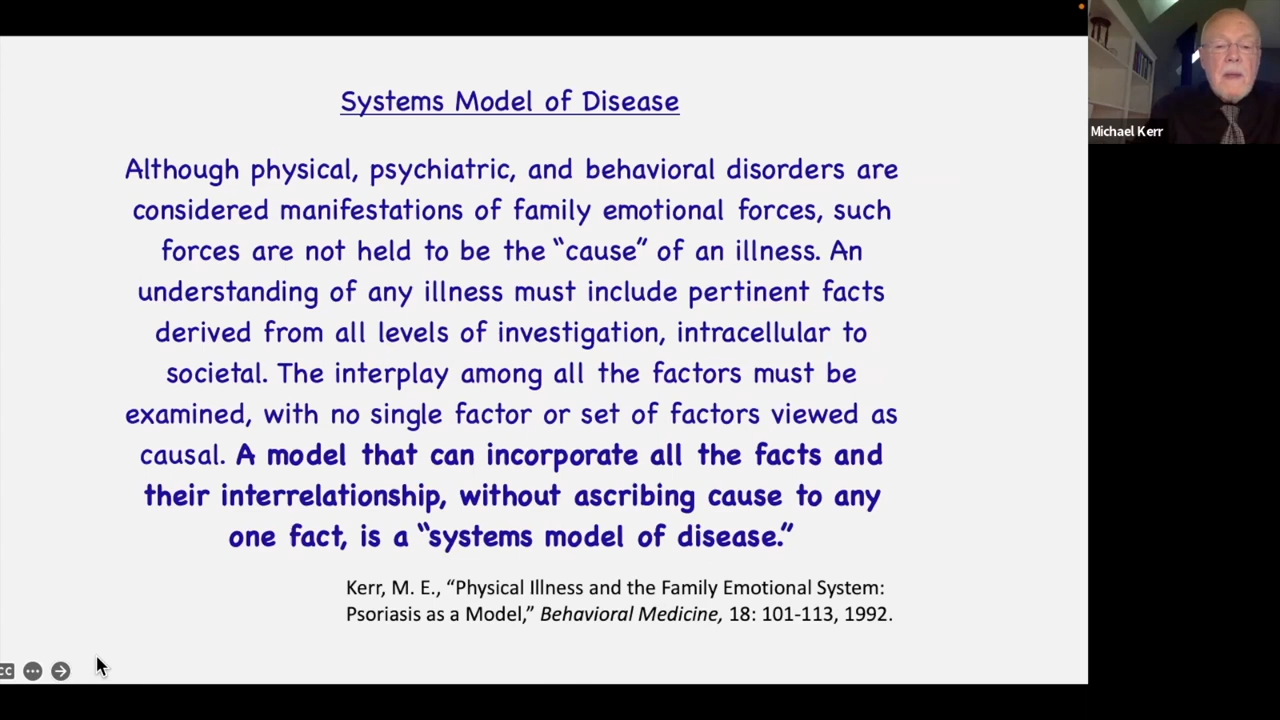 Systems Model of Disease
Although physical, psychiatric, and behavioral disorders are
considered manifestations of family emotional forces, such
forces are not held to be the “cause” of an illness. An
understanding of any illness must include pertinent facts
derived from all levels of investigation, intracellular to
societal. The interplay among all the factors must be
examined, with no single factor or set of factors viewed as
causal. A model that can incorporate all the facts and
their interrelationship, without ascribing cause to any
one fact, is a “systems model of disease.”
Kerr, M. E., “Physical Illness and the Family Emotional System:
Psoriasis as a Model,” Behavioral Medicine, 18: 101-113, 1992.
Michael Kerr
CC